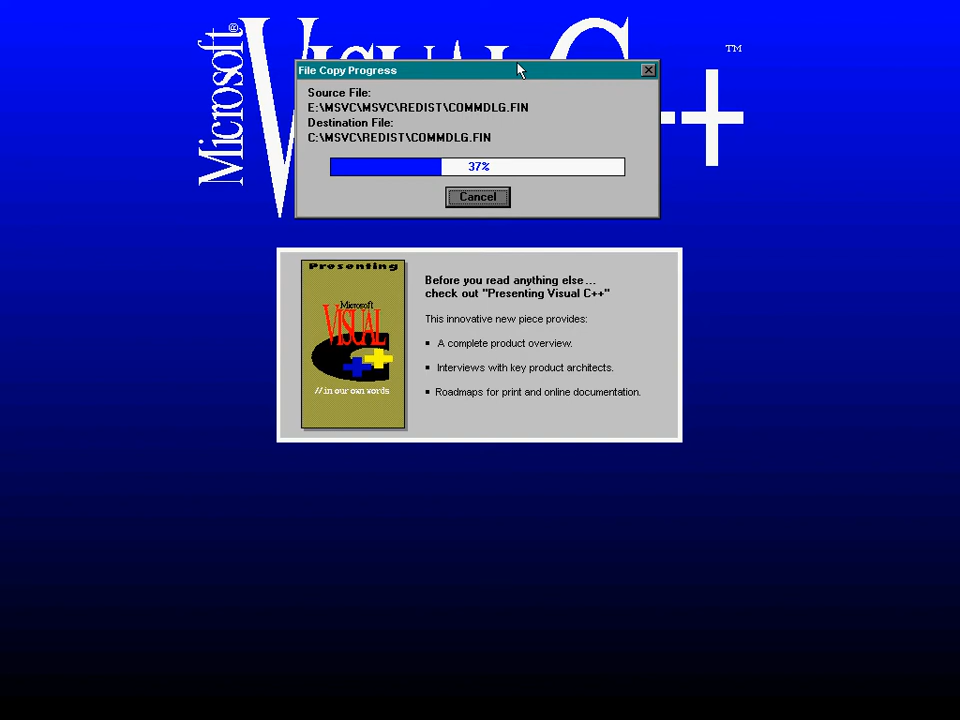 Microsoft® VISUAL C++ ™
File Copy Progress
Source File:
E:\MSVC\MSVC\REDIST\COMMDLG.FIN
Destination File:
C:\MSVC\REDIST\COMMDLG.FIN
37%
Cancel
Presenting
Microsoft
VISUAL
C++
//in our own words
Before you read anything else...
check out "Presenting Visual C++"
This innovative new piece provides:
▪ A complete product overview.
▪ Interviews with key product architects.
▪ Roadmaps for print and online documentation.